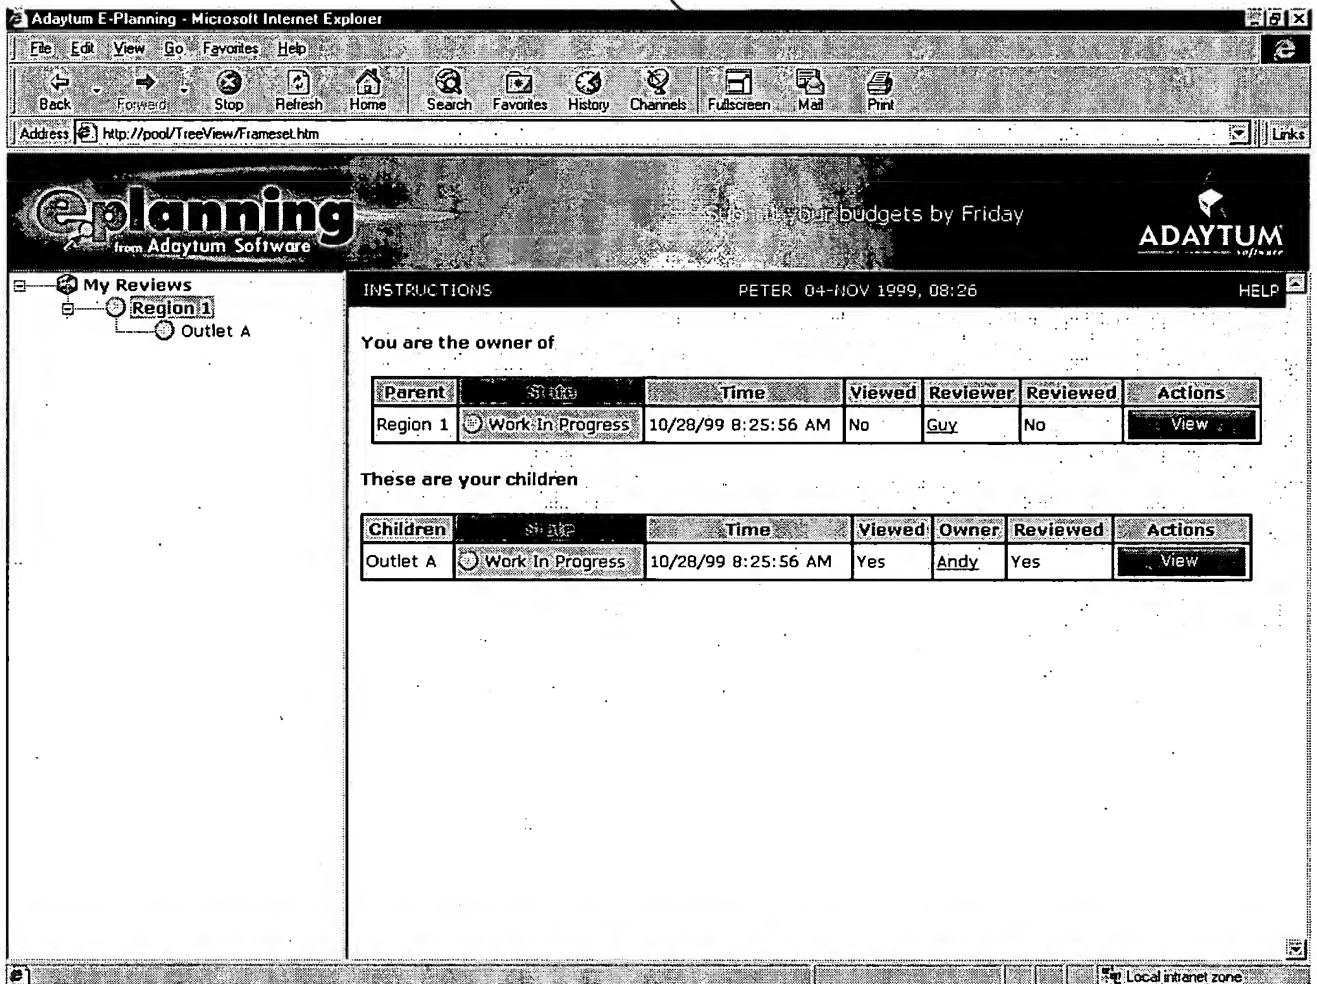 Adaytum E-Planning - Microsoft Internet Explorer
File Edit View Go Favorites Help
Back Forward Stop Refresh Home Search Favorites History Channels Fullscreen Mail Print
Address http://pool/TreeView/Frameset.htm Links
eplanning
from Adaytum Software
submit your budgets by Friday
ADAYTUM
software
My Reviews
Region 1
Outlet A
INSTRUCTIONS PETER 04-NOV 1999, 08:26 HELP
You are the owner of
Parent State Time Viewed Reviewer Reviewed Actions
Region 1 Work In Progress 10/28/99 8:25:56 AM No Guy No View
These are your children
Children State Time Viewed Owner Reviewed Actions
Outlet A Work In Progress 10/28/99 8:25:56 AM Yes Andy Yes View
Local intranet zone